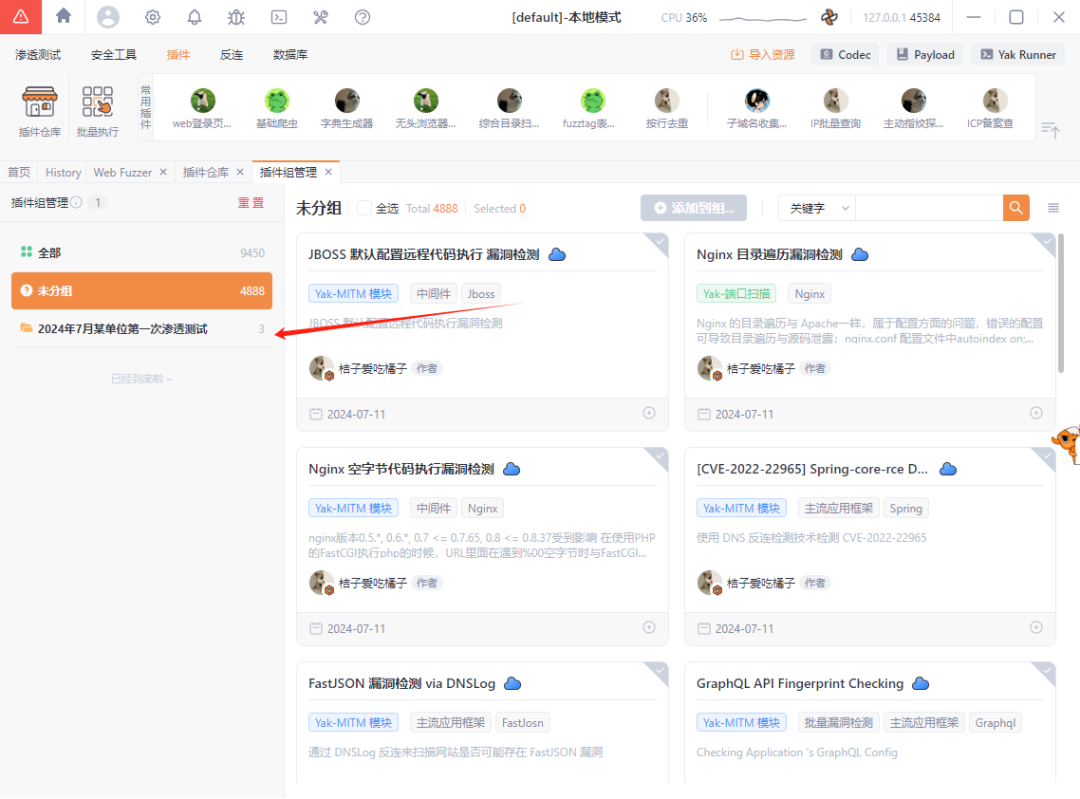 [default]-本地模式
CPU 36%
127.0.0.1 45384
渗透测试
安全工具
插件
反连
数据库
导入资源
Codec
Payload
Yak Runner
插件仓库
批量执行
常用插件
web登录页...
基础爬虫
字典生成器
无头浏览器...
综合目录扫...
fuzztag表...
按行去重
子域名收集...
IP批量查询
主动指纹探...
ICP备案查
首页
History
Web Fuzzer
插件仓库
插件组管理
插件组管理 1
重置
未分组
全选
Total 4888
Selected 0
添加到组...
关键字
全部 9450
未分组 4888
2024年7月某单位第一次渗透测试 3
已经到底啦 ~
JBOSS 默认配置远程代码执行 漏洞检测
Yak-MITM 模块
中间件
Jboss
JBOSS 默认配置远程代码执行漏洞检测
桔子爱吃橘子 作者
2024-07-11
Nginx 目录遍历漏洞检测
Yak-端口扫描
Nginx
Nginx 的目录遍历与 Apache一样，属于配置方面的问题，错误的配置
可导致目录遍历与源码泄露；nginx.conf 配置文件中autoindex on;...
桔子爱吃橘子 作者
2024-07-11
Nginx 空字节代码执行漏洞检测
Yak-MITM 模块
中间件
Nginx
nginx版本0.5.*, 0.6.*, 0.7 <= 0.7.65, 0.8 <= 0.8.37受到影响 在使用PHP
的FastCGI执行php的时候，URL里面在遇到%00空字节时与FastCGI...
桔子爱吃橘子 作者
2024-07-11
[CVE-2022-22965] Spring-core-rce D...
Yak-MITM 模块
主流应用框架
Spring
使用 DNS 反连检测技术检测 CVE-2022-22965
桔子爱吃橘子 作者
2024-07-11
FastJSON 漏洞检测 via DNSLog
Yak-MITM 模块
主流应用框架
FastJosn
通过 DNSLog 反连来扫描网站是否可能存在 FastJSON 漏洞
GraphQL API Fingerprint Checking
Yak-MITM 模块
批量漏洞检测
主流应用框架
Graphql
Checking Application 's GraphQL Config